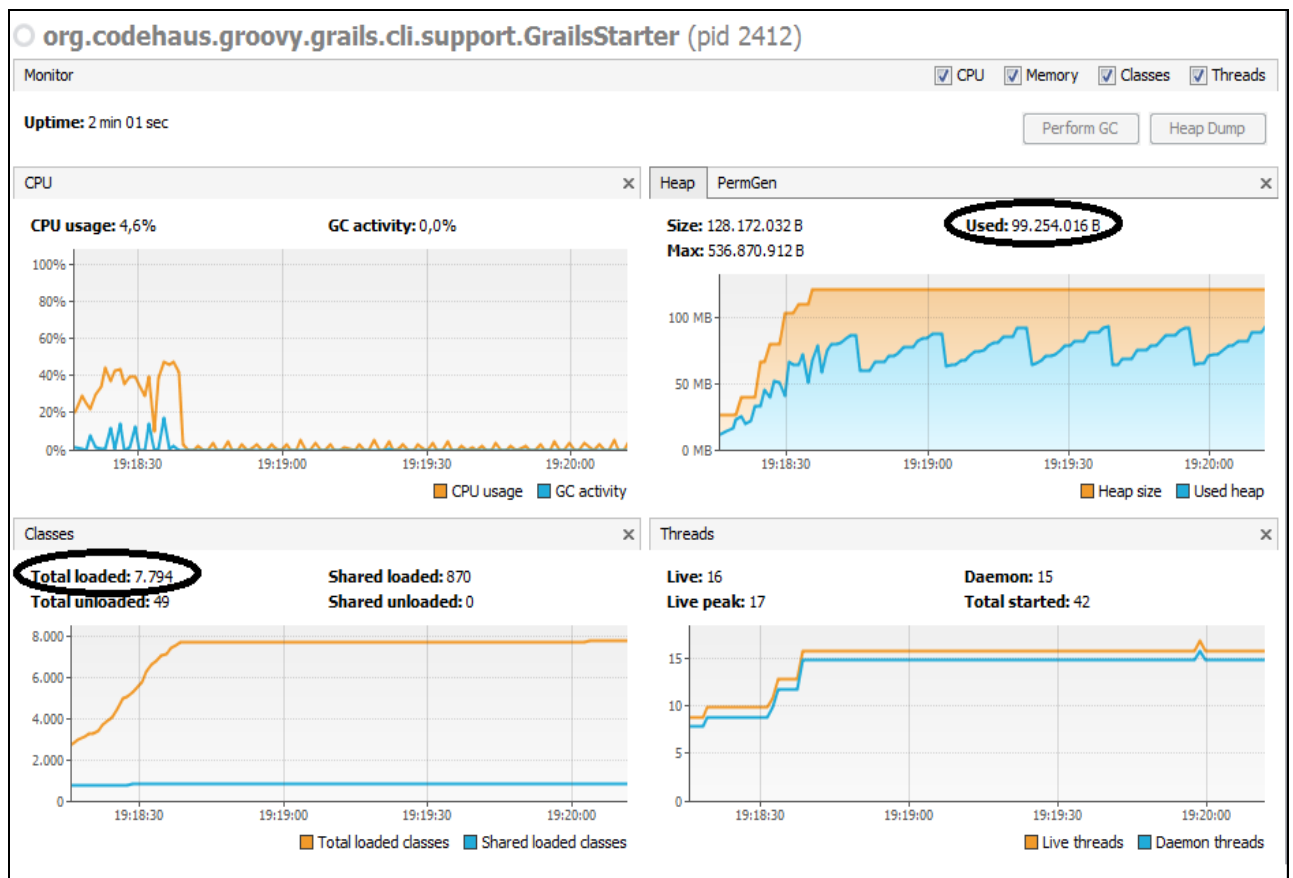 org.codehaus.groovy.grails.cli.support.GrailsStarter (pid 2412)
Monitor
CPU Memory Classes Threads
Uptime: 2 min 01 sec
Perform GC Heap Dump
CPU ×
CPU usage: 4,6% GC activity: 0,0%
100%
80%
60%
40%
20%
0%
19:18:30 19:19:00 19:19:30 19:20:00
CPU usage GC activity
Heap PermGen ×
Size: 128.172.032 B Used: 99.254.016 B
Max: 536.870.912 B
100 MB
50 MB
0 MB
19:18:30 19:19:00 19:19:30 19:20:00
Heap size Used heap
Classes ×
Total loaded: 7.794 Shared loaded: 870
Total unloaded: 49 Shared unloaded: 0
8.000
6.000
4.000
2.000
0
19:18:30 19:19:00 19:19:30 19:20:00
Total loaded classes Shared loaded classes
Threads ×
Live: 16 Daemon: 15
Live peak: 17 Total started: 42
15
10
5
0
19:18:30 19:19:00 19:19:30 19:20:00
Live threads Daemon threads